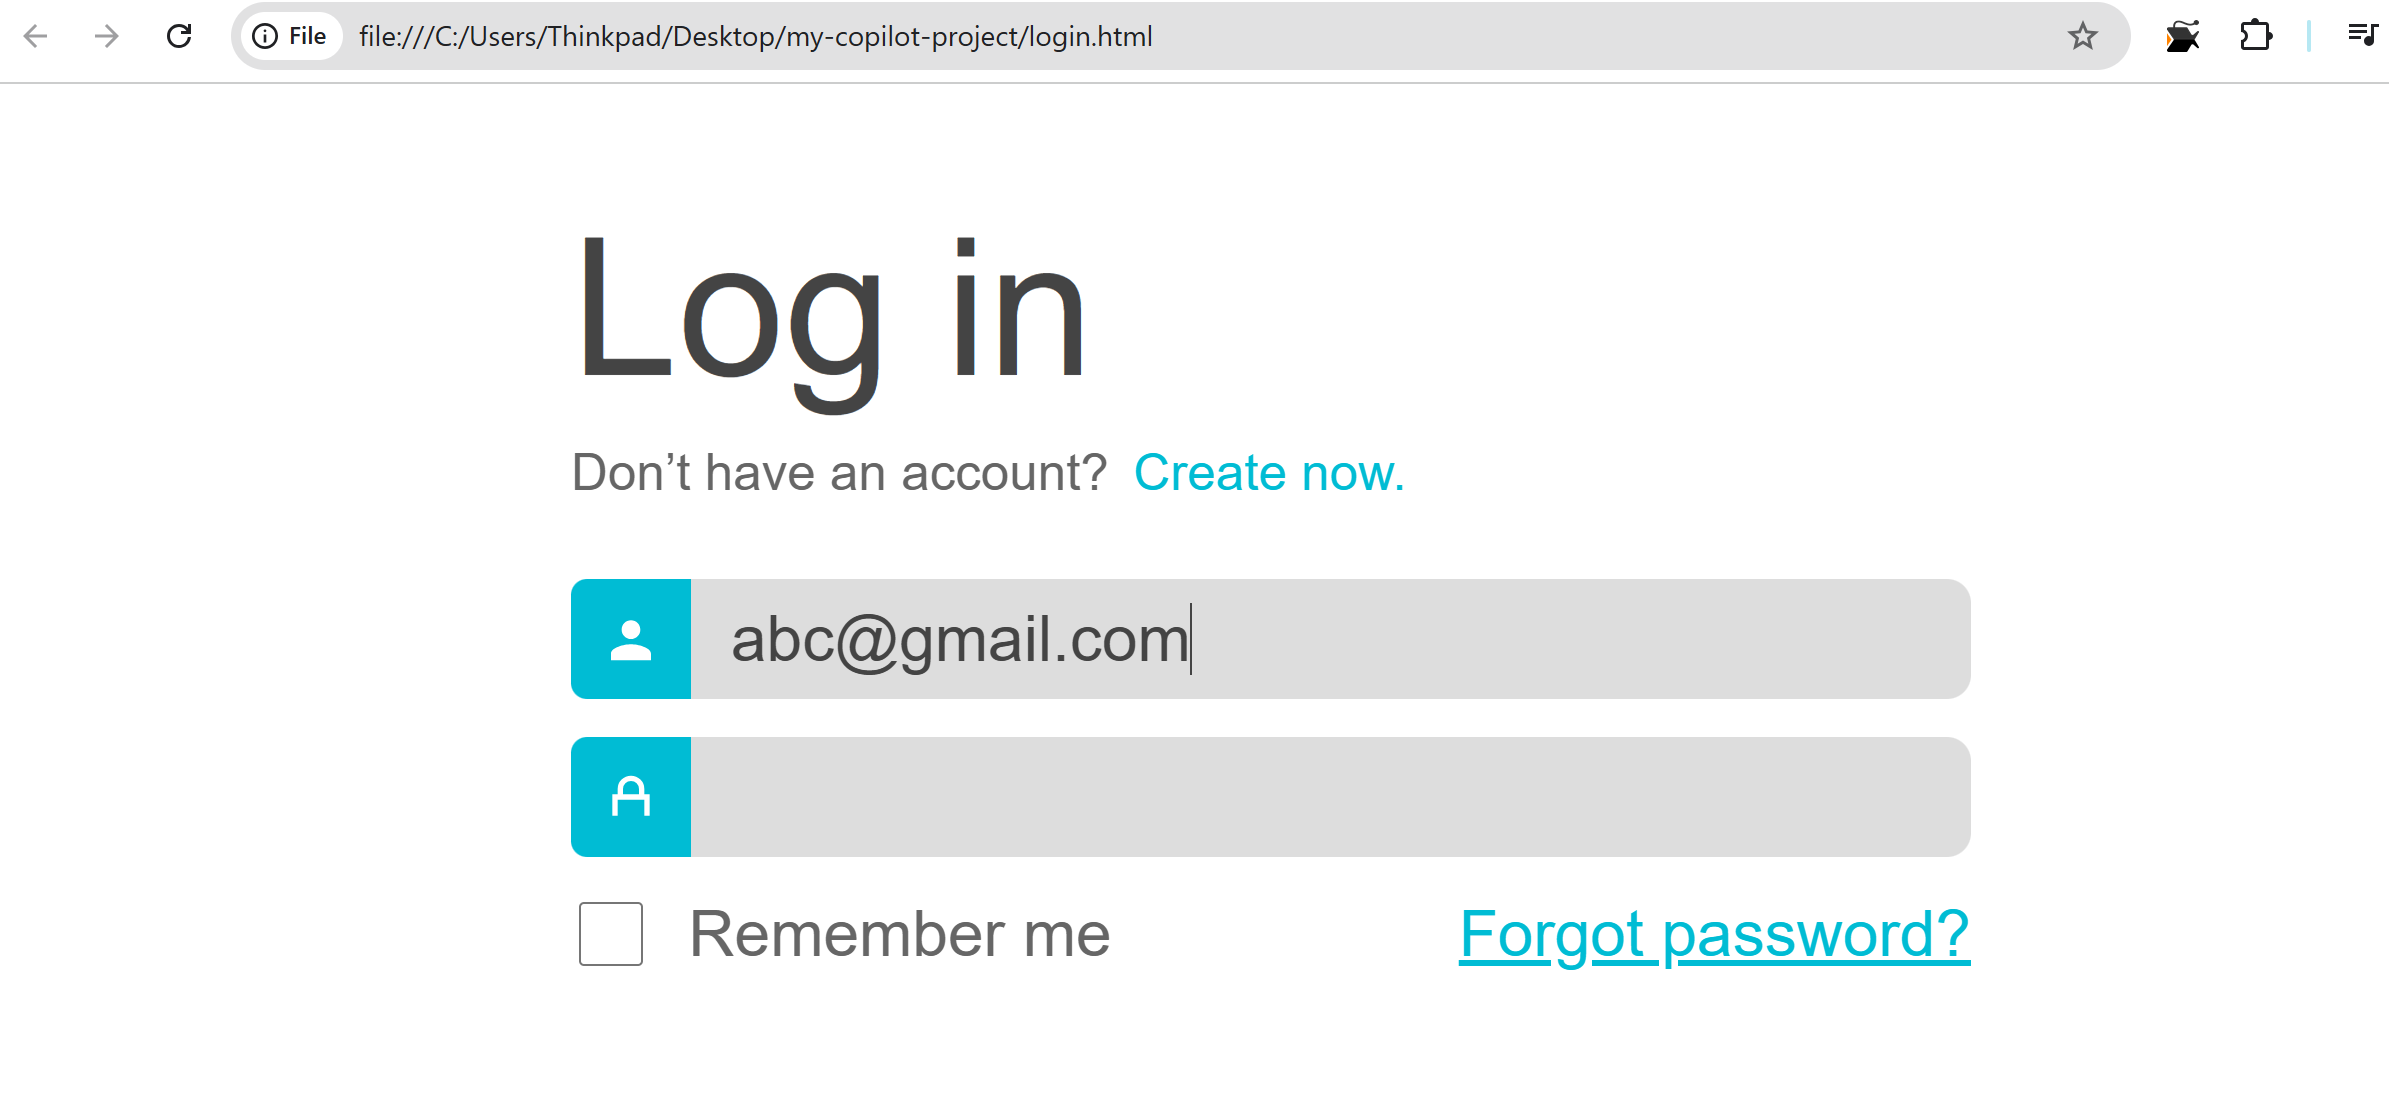 File file:///C:/Users/Thinkpad/Desktop/my-copilot-project/login.html
Log in
Don’t have an account? Create now.
abc@gmail.com
Remember me Forgot password?